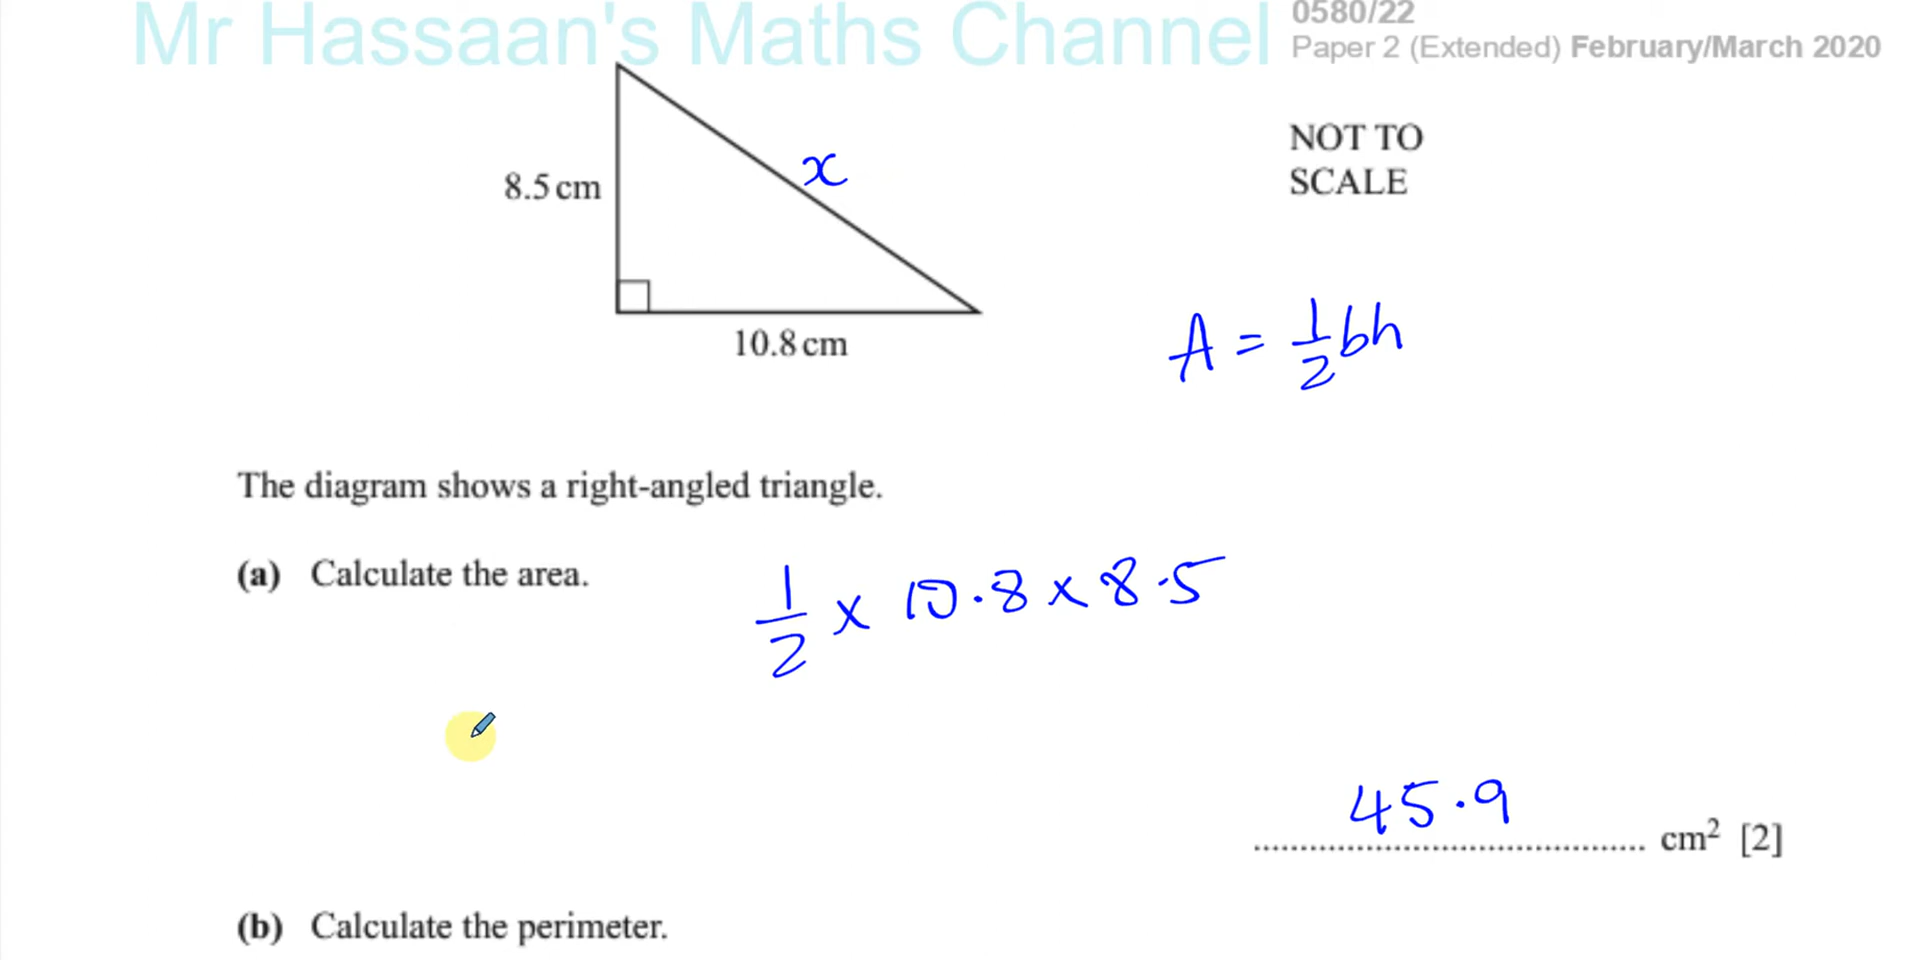 Mr Hassaan's Maths Channel
0580/22
Paper 2 (Extended) February/March 2020
NOT TO
SCALE
x
8.5 cm
10.8 cm
A = 1/2 bh
The diagram shows a right-angled triangle.
(a) Calculate the area.
1/2 × 10.8 × 8.5
45.9
cm² [2]
(b) Calculate the perimeter.